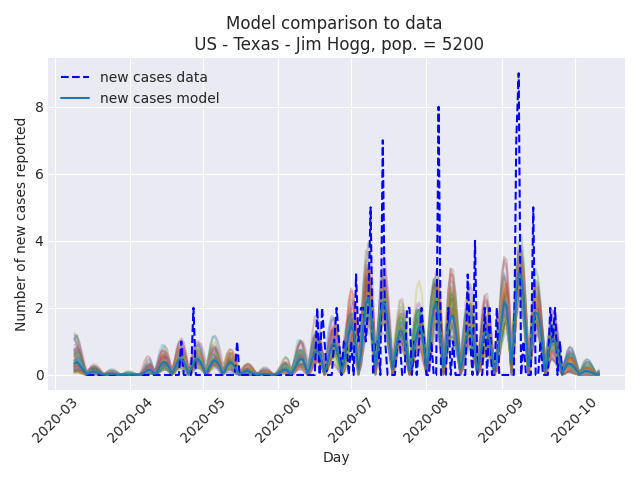 Model comparison to data
US - Texas - Jim Hogg, pop. = 5200
new cases data
new cases model
Number of new cases reported
8
6
4
2
0
2020-03
2020-04
2020-05
2020-06
2020-07
2020-08
2020-09
2020-10
Day